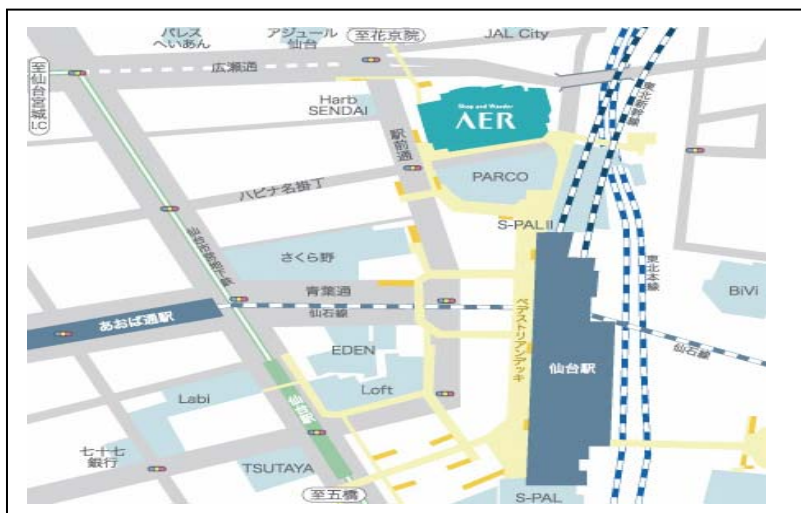 パレス
へいあん
アジュール
仙台
至花京院
JAL City
至仙台宮城I.C
広瀬通
Harb
SENDAI
Shop and Wander
AER
東北新幹線
駅前通
PARCO
ハピナ名掛丁
S-PALⅡ
さくら野
東北本線
BiVi
青葉通
仙石線
あおば通駅
ペデストリアンデッキ
EDEN
仙台駅
仙石線
Loft
Labi
仙台駅
七十七
銀行
TSUTAYA
至五橋
S-PAL